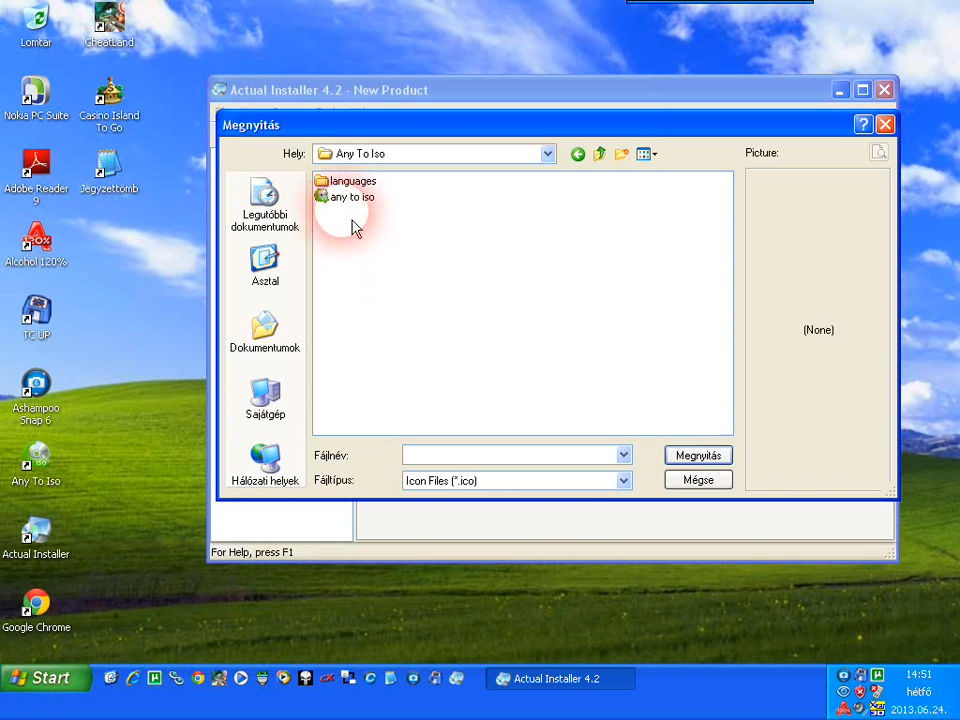 Lomtár
CheatLand
Nokia PC Suite
Casino Island
To Go
Adobe Reader
9
Jegyzettömb
Alcohol 120%
TC UP
Ashampoo
Snap 6
Any To Iso
Actual Installer
Google Chrome
Actual Installer 4.2 - New Product
Megnyitás
Hely:
Any To Iso
Picture:
languages
any to iso
Legutóbbi
dokumentumok
Asztal
Dokumentumok
Sajátgép
Hálózati helyek
(None)
Fájlnév:
Megnyitás
Fájltípus:
Icon Files (*.ico)
Mégse
For Help, press F1
Start
Actual Installer 4.2
14:51
hétfő
2013.06.24.